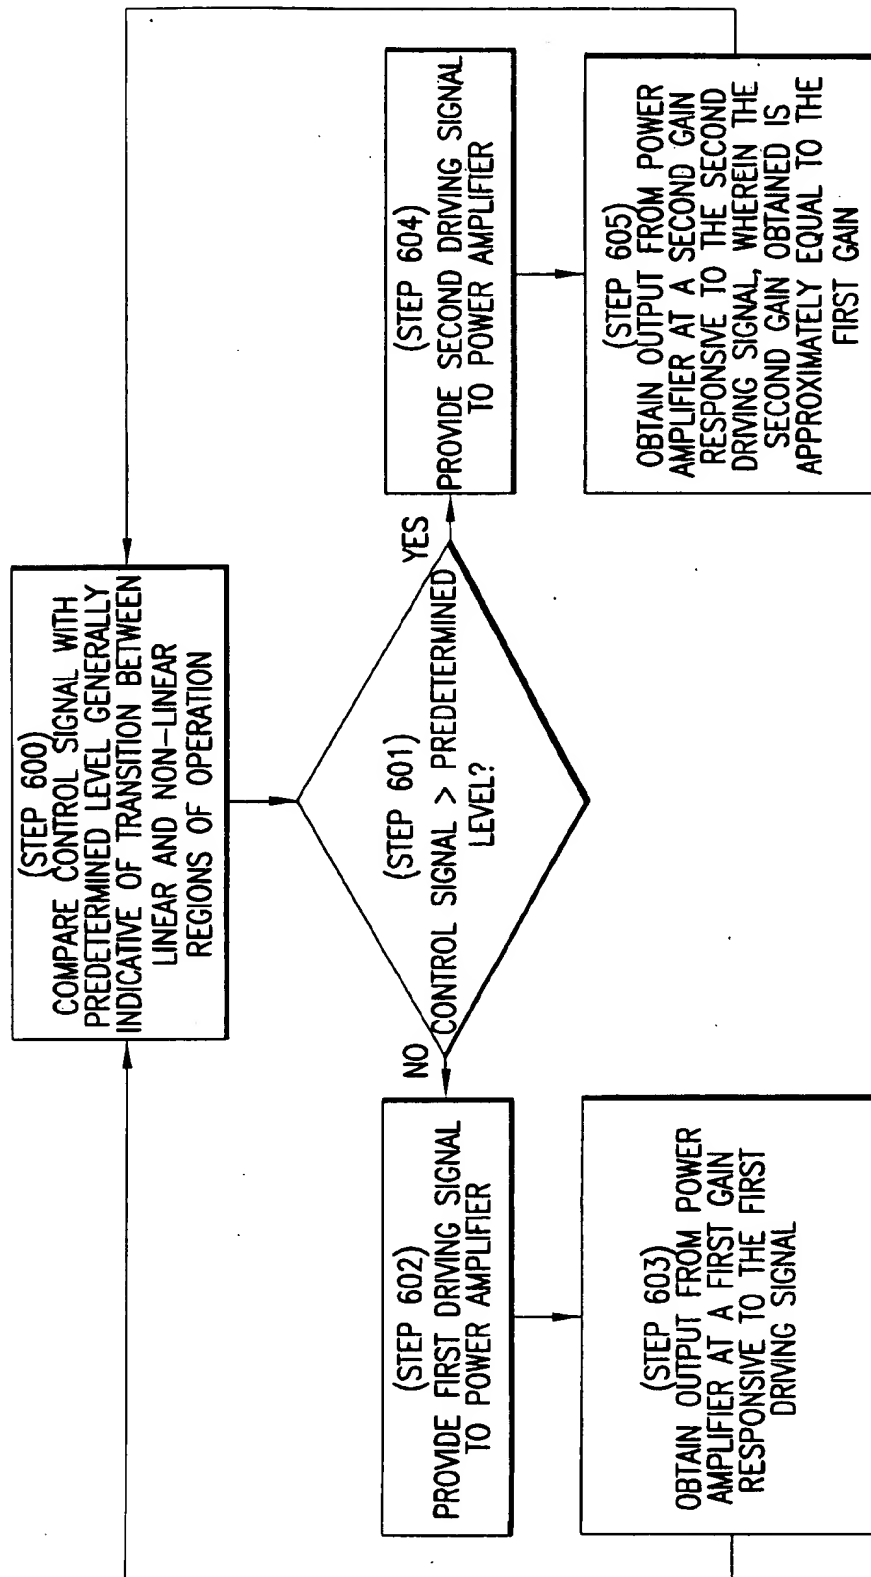 (STEP 600)
COMPARE CONTROL SIGNAL WITH
PREDETERMINED LEVEL GENERALLY
INDICATIVE OF TRANSITION BETWEEN
LINEAR AND NON-LINEAR
REGIONS OF OPERATION
(STEP 601)
CONTROL SIGNAL > PREDETERMINED
LEVEL?
NO
YES
(STEP 602)
PROVIDE FIRST DRIVING SIGNAL
TO POWER AMPLIFIER
(STEP 603)
OBTAIN OUTPUT FROM POWER
AMPLIFIER AT A FIRST GAIN
RESPONSIVE TO THE FIRST
DRIVING SIGNAL
(STEP 604)
PROVIDE SECOND DRIVING SIGNAL
TO POWER AMPLIFIER
(STEP 605)
OBTAIN OUTPUT FROM POWER
AMPLIFIER AT A SECOND GAIN
RESPONSIVE TO THE SECOND
DRIVING SIGNAL, WHEREIN THE
SECOND GAIN OBTAINED IS
APPROXIMATELY EQUAL TO THE
FIRST GAIN